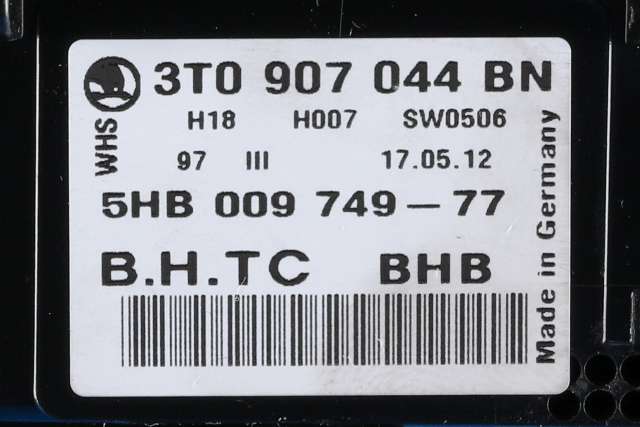 3T0 907 044 BN
H18 H007 SW0506
WHS
97 III 17.05.12
5HB 009 749-77
B.H.TC BHB
Made in Germany